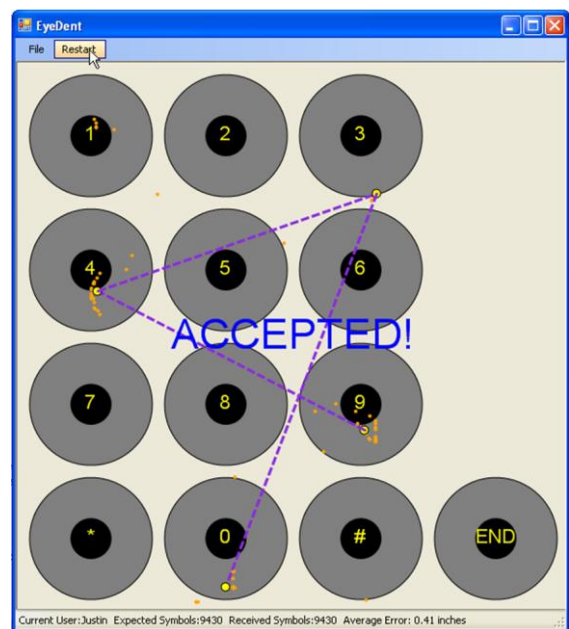 EyeDent
File Restart
1 2 3
4 5 6
ACCEPTED!
7 8 9
* 0 # END
Current User:Justin Expected Symbols:9430 Received Symbols:9430 Average Error: 0.41 inches